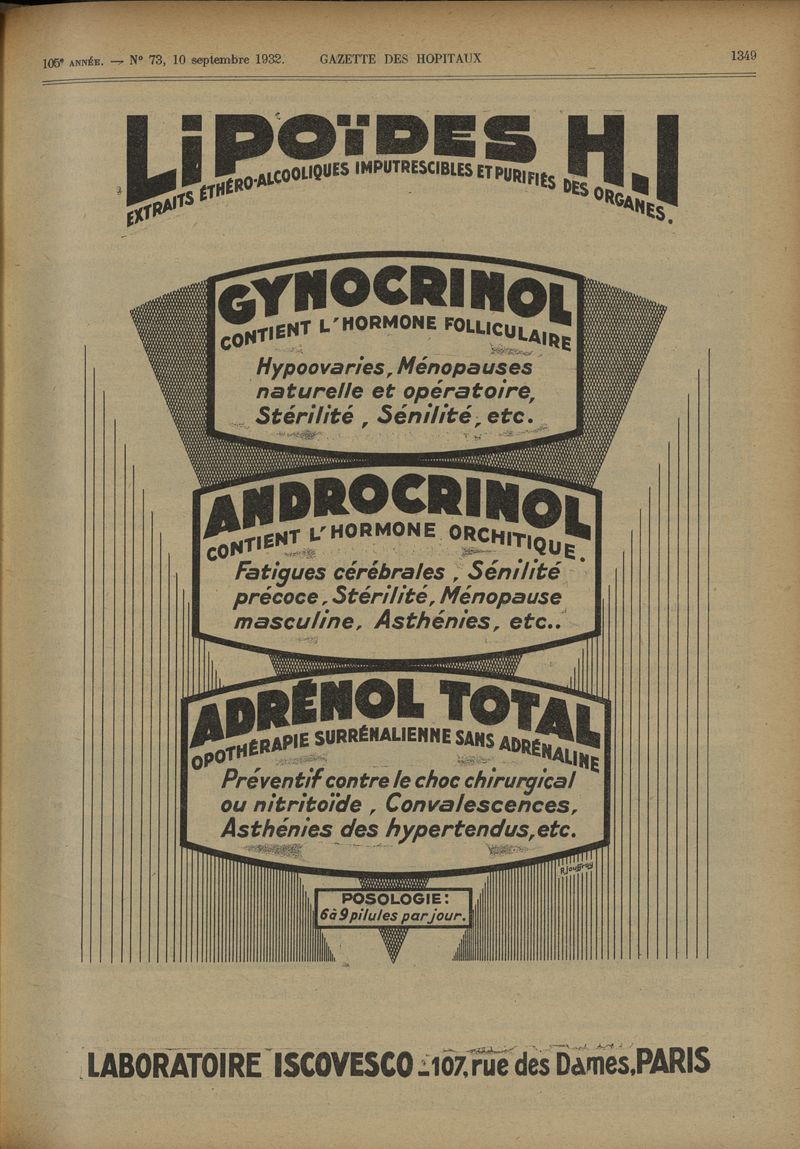 105e ANNÉE. — N° 73, 10 septembre 1932. GAZETTE DES HOPITAUX 1349
LiPOÏDES H.I
EXTRAITS ÉTHÉRO-ALCOOLIQUES IMPUTRESCIBLES ET PURIFIÉS DES ORGANES.
GYNOCRINOL
CONTIENT L'HORMONE FOLLICULAIRE
Hypoovaries, Ménopauses
naturelle et opératoire,
Stérilité, Sénilité, etc.
ANDROCRINOL
CONTIENT L'HORMONE ORCHITIQUE.
Fatigues cérébrales, Sénilité
précoce, Stérilité, Ménopause
masculine, Asthénies, etc..
ADRÉNOL TOTAL
OPOTHÉRAPIE SURRÉNALIENNE SANS ADRÉNALINE
Préventif contre le choc chirurgical
ou nitritoïde, Convalescences,
Asthénies des hypertendus, etc.
R. Jouffroy
POSOLOGIE:
6 à 9 pilules par jour.
LABORATOIRE ISCOVESCO - 107, rue des Dames, PARIS